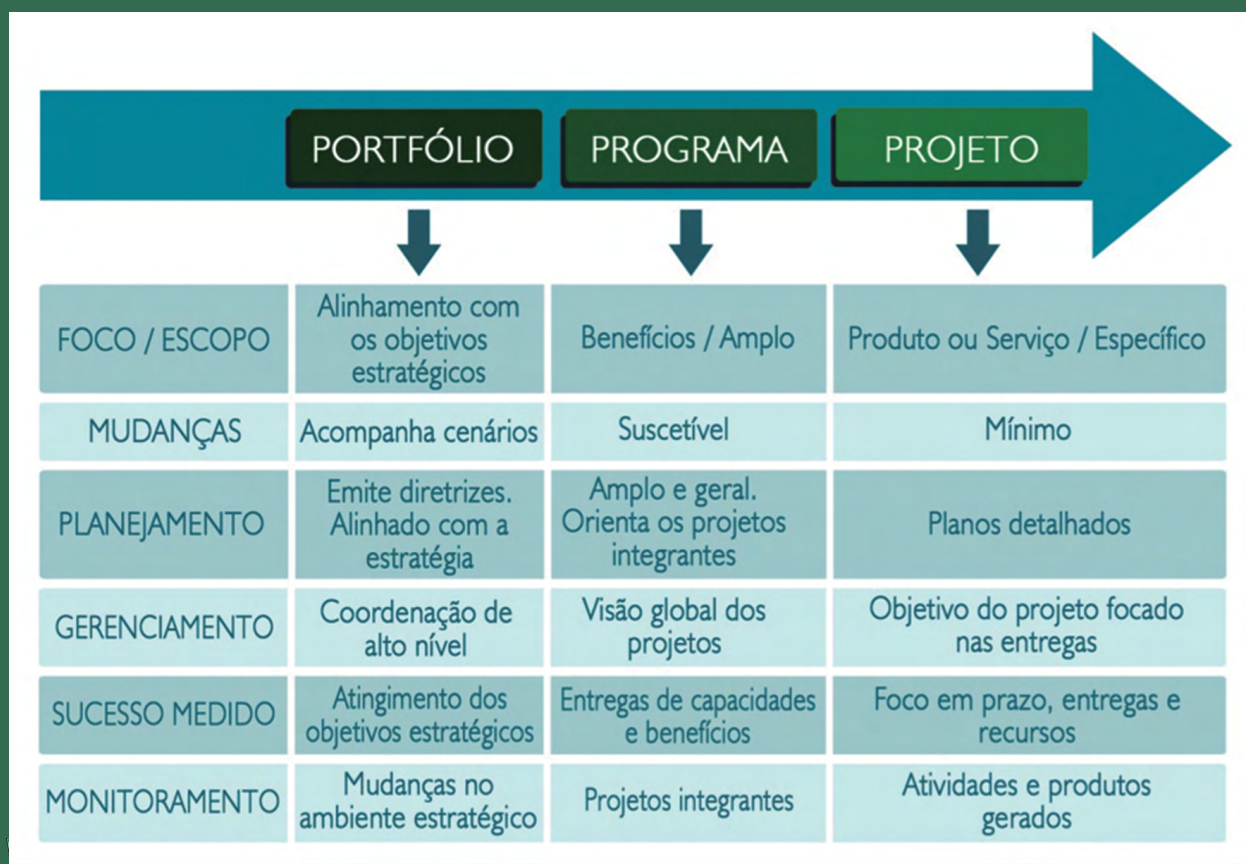 PORTFÓLIO
PROGRAMA
PROJETO
FOCO / ESCOPO
Alinhamento com
os objetivos
estratégicos
Benefícios / Amplo
Produto ou Serviço / Específico
MUDANÇAS
Acompanha cenários
Suscetível
Mínimo
PLANEJAMENTO
Emite diretrizes.
Alinhado com a
estratégia
Amplo e geral.
Orienta os projetos
integrantes
Planos detalhados
GERENCIAMENTO
Coordenação de
alto nível
Visão global dos
projetos
Objetivo do projeto focado
nas entregas
SUCESSO MEDIDO
Atingimento dos
objetivos estratégicos
Entregas de capacidades
e benefícios
Foco em prazo, entregas e
recursos
MONITORAMENTO
Mudanças no
ambiente estratégico
Projetos integrantes
Atividades e produtos
gerados